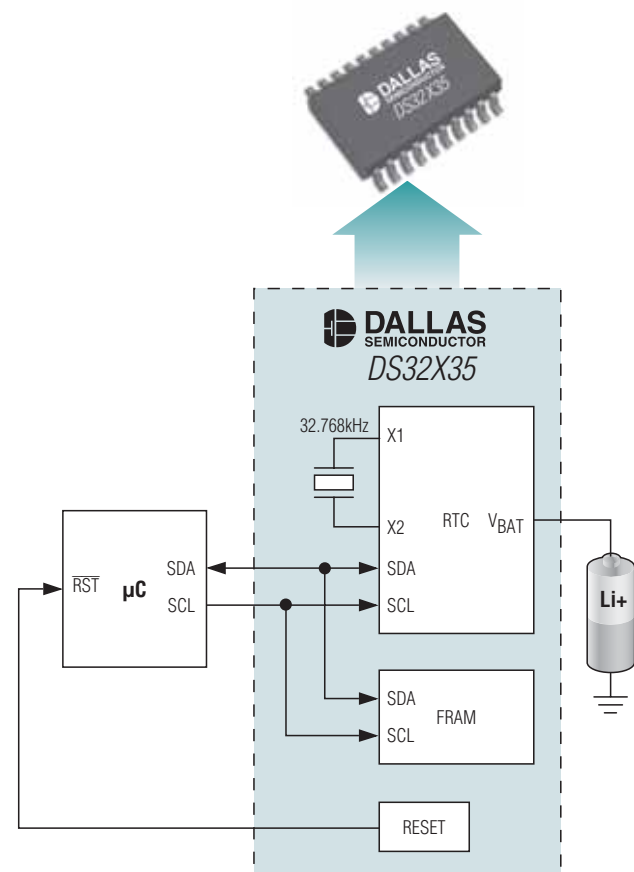 DALLAS
SEMICONDUCTOR
DS32X35
DALLAS
SEMICONDUCTOR
DS32X35
32.768kHz
X1
X2
RTC
VBAT
SDA
SCL
RST
µC
SDA
SCL
Li+
SDA
SCL
FRAM
RESET